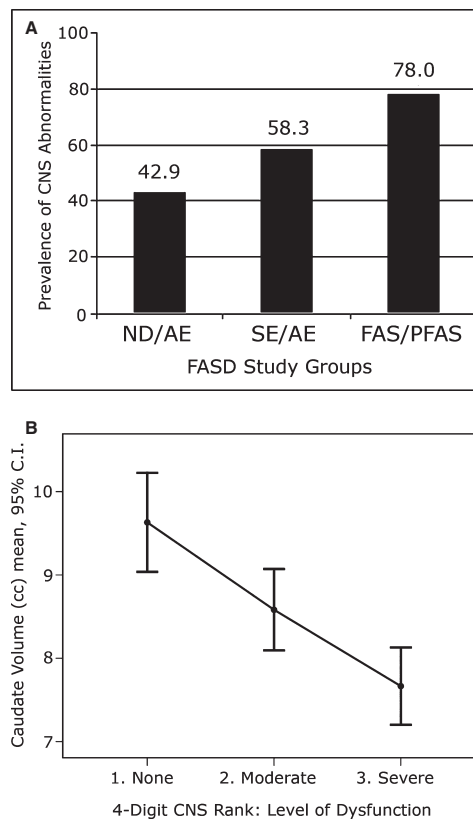 A
Prevalence of CNS Abnormalities
100
80
60
40
20
0
42.9
58.3
78.0
ND/AE SE/AE FAS/PFAS
FASD Study Groups
B
Caudate Volume (cc) mean, 95% C.I.
10
9
8
7
1. None 2. Moderate 3. Severe
4-Digit CNS Rank: Level of Dysfunction